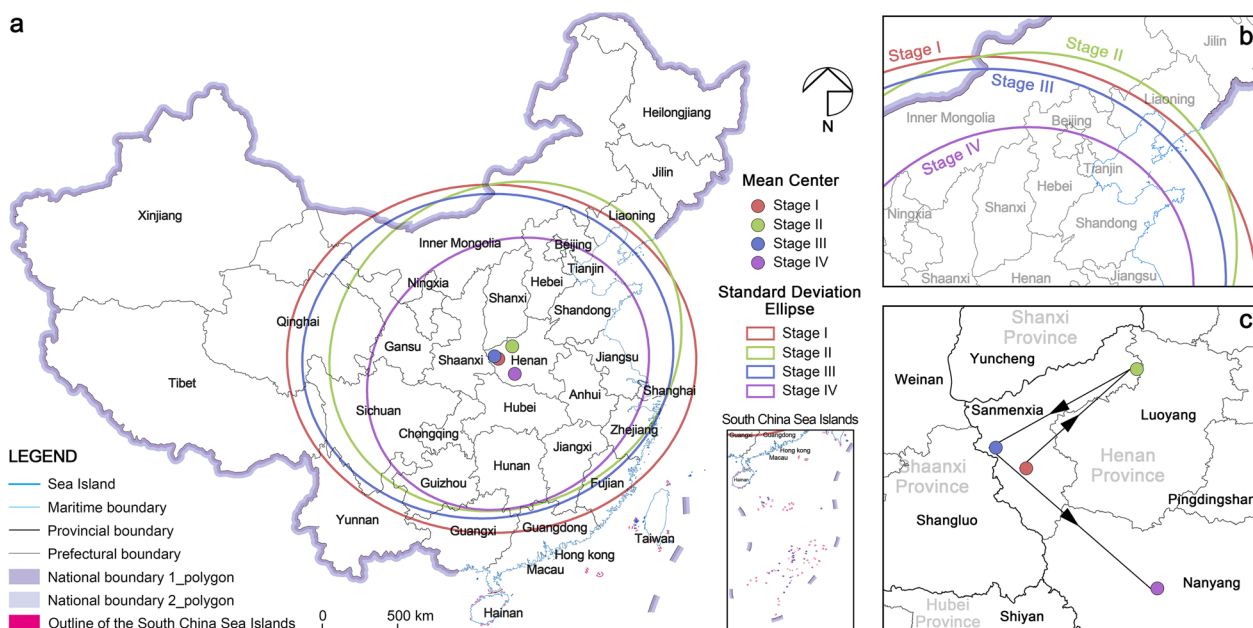 a
Heilongjiang
Jilin
Liaoning
Xinjiang
Inner Mongolia
Beijing
Tianjin
Ningxia
Hebei
Shanxi
Shandong
Qinghai
Gansu
Shaanxi
Henan
Jiangsu
Tibet
Shanghai
Sichuan
Hubei
Anhui
Chongqing
Zhejiang
Jiangxi
Hunan
Guizhou
Fujian
Yunnan
Guangxi
Guangdong
Taiwan
Hong kong
Macau
Hainan
0 500 km
N
Mean Center
Stage I
Stage II
Stage III
Stage IV
Standard Deviation
Ellipse
Stage I
Stage II
Stage III
Stage IV
South China Sea Islands
Guangxi
Guangdong
Hong kong
Macau
Hainan
LEGEND
Sea Island
Maritime boundary
Provincial boundary
Prefectural boundary
National boundary 1_polygon
National boundary 2_polygon
Outline of the South China Sea Islands
b
Stage I
Stage II
Stage III
Stage IV
Jilin
Liaoning
Inner Mongolia
Beijing
Tianjin
Hebei
Ningxia
Shanxi
Shandong
Shaanxi
Henan
Jiangsu
c
Shanxi
Province
Yuncheng
Weinan
Sanmenxia
Luoyang
Shaanxi
Province
Henan
Province
Pingdingshan
Shangluo
Nanyang
Hubei
Province
Shiyan